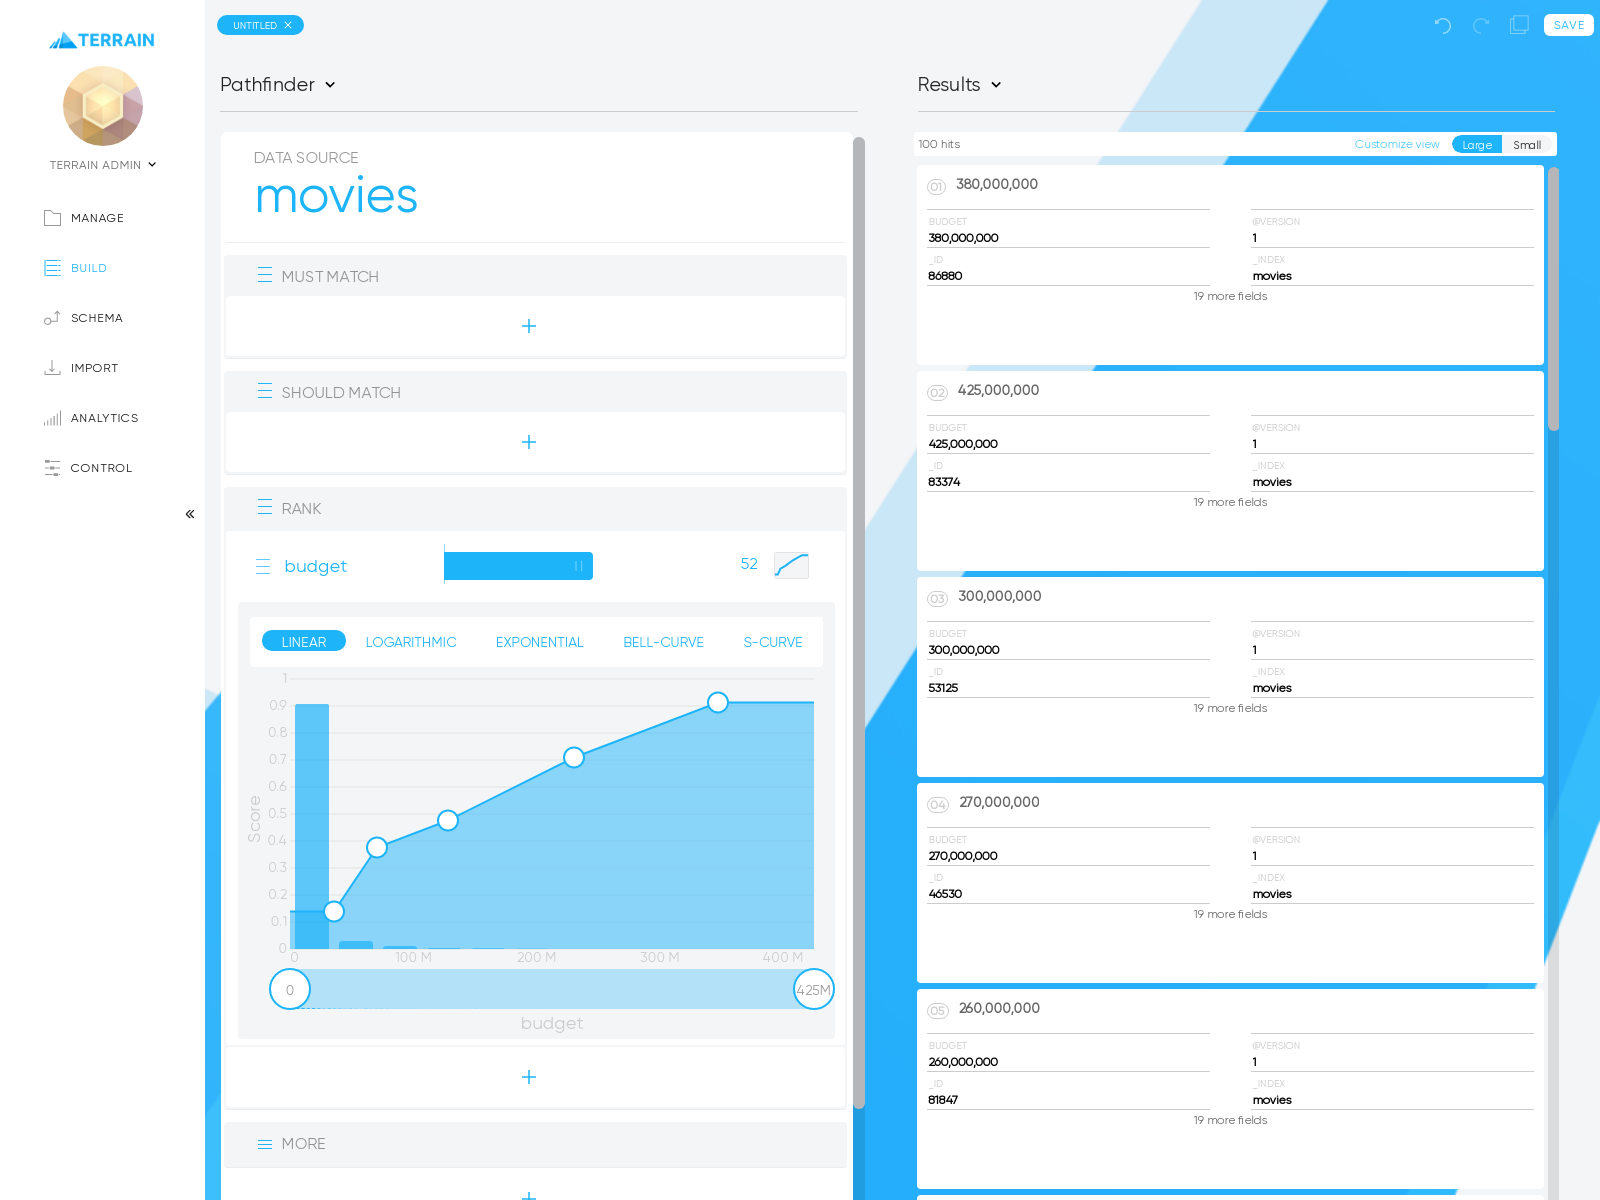 TERRAIN
TERRAIN ADMIN
MANAGE
BUILD
SCHEMA
IMPORT
ANALYTICS
CONTROL
UNTITLED
SAVE
Pathfinder
DATA SOURCE
movies
MUST MATCH
+
SHOULD MATCH
+
RANK
budget
52
LINEAR LOGARITHMIC EXPONENTIAL BELL-CURVE S-CURVE
1
0.9
0.8
0.7
0.6
0.5
0.4
0.3
0.2
0.1
0
Score
0 100 M 200 M 300 M 400 M
0 425M
budget
+
MORE
+
Results
100 hits Customize view Large Small
01 380,000,000
BUDGET @VERSION
380,000,000 1
_ID _INDEX
86880 movies
19 more fields
02 425,000,000
BUDGET @VERSION
425,000,000 1
_ID _INDEX
83374 movies
19 more fields
03 300,000,000
BUDGET @VERSION
300,000,000 1
_ID _INDEX
53125 movies
19 more fields
04 270,000,000
BUDGET @VERSION
270,000,000 1
_ID _INDEX
46530 movies
19 more fields
05 260,000,000
BUDGET @VERSION
260,000,000 1
_ID _INDEX
81847 movies
19 more fields